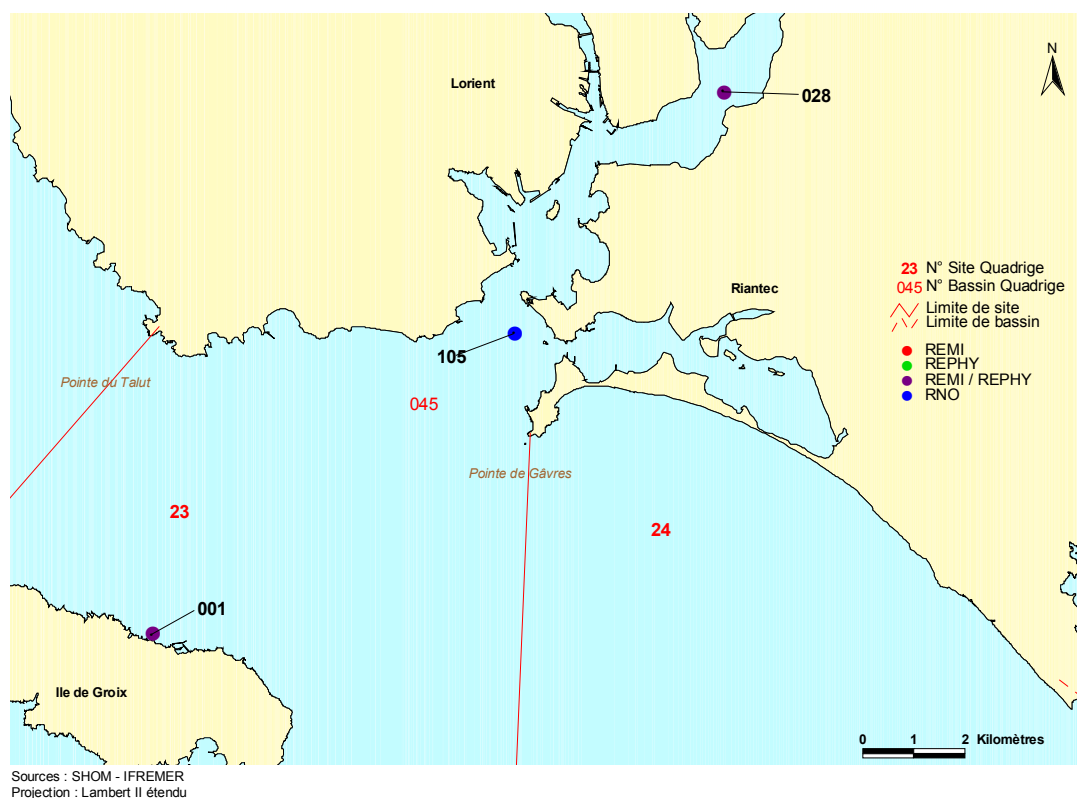 N
Lorient
028
23 N° Site Quadrige
045 N° Bassin Quadrige
Limite de site
Limite de bassin
Riantec
REMI
REPHY
REMI / REPHY
RNO
105
Pointe du Talut
045
Pointe de Gâvres
23
24
001
Ile de Groix
0 1 2 Kilomètres
Sources : SHOM - IFREMER
Projection : Lambert II étendu